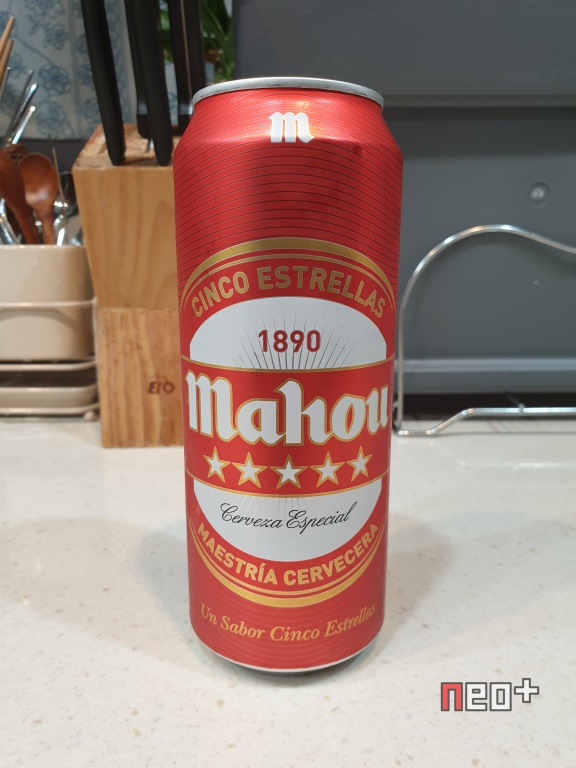 m
CINCO ESTRELLAS
1890
Mahou
Cerveza Especial
MAESTRÍA CERVECERA
Un Sabor Cinco Estrellas
neo+